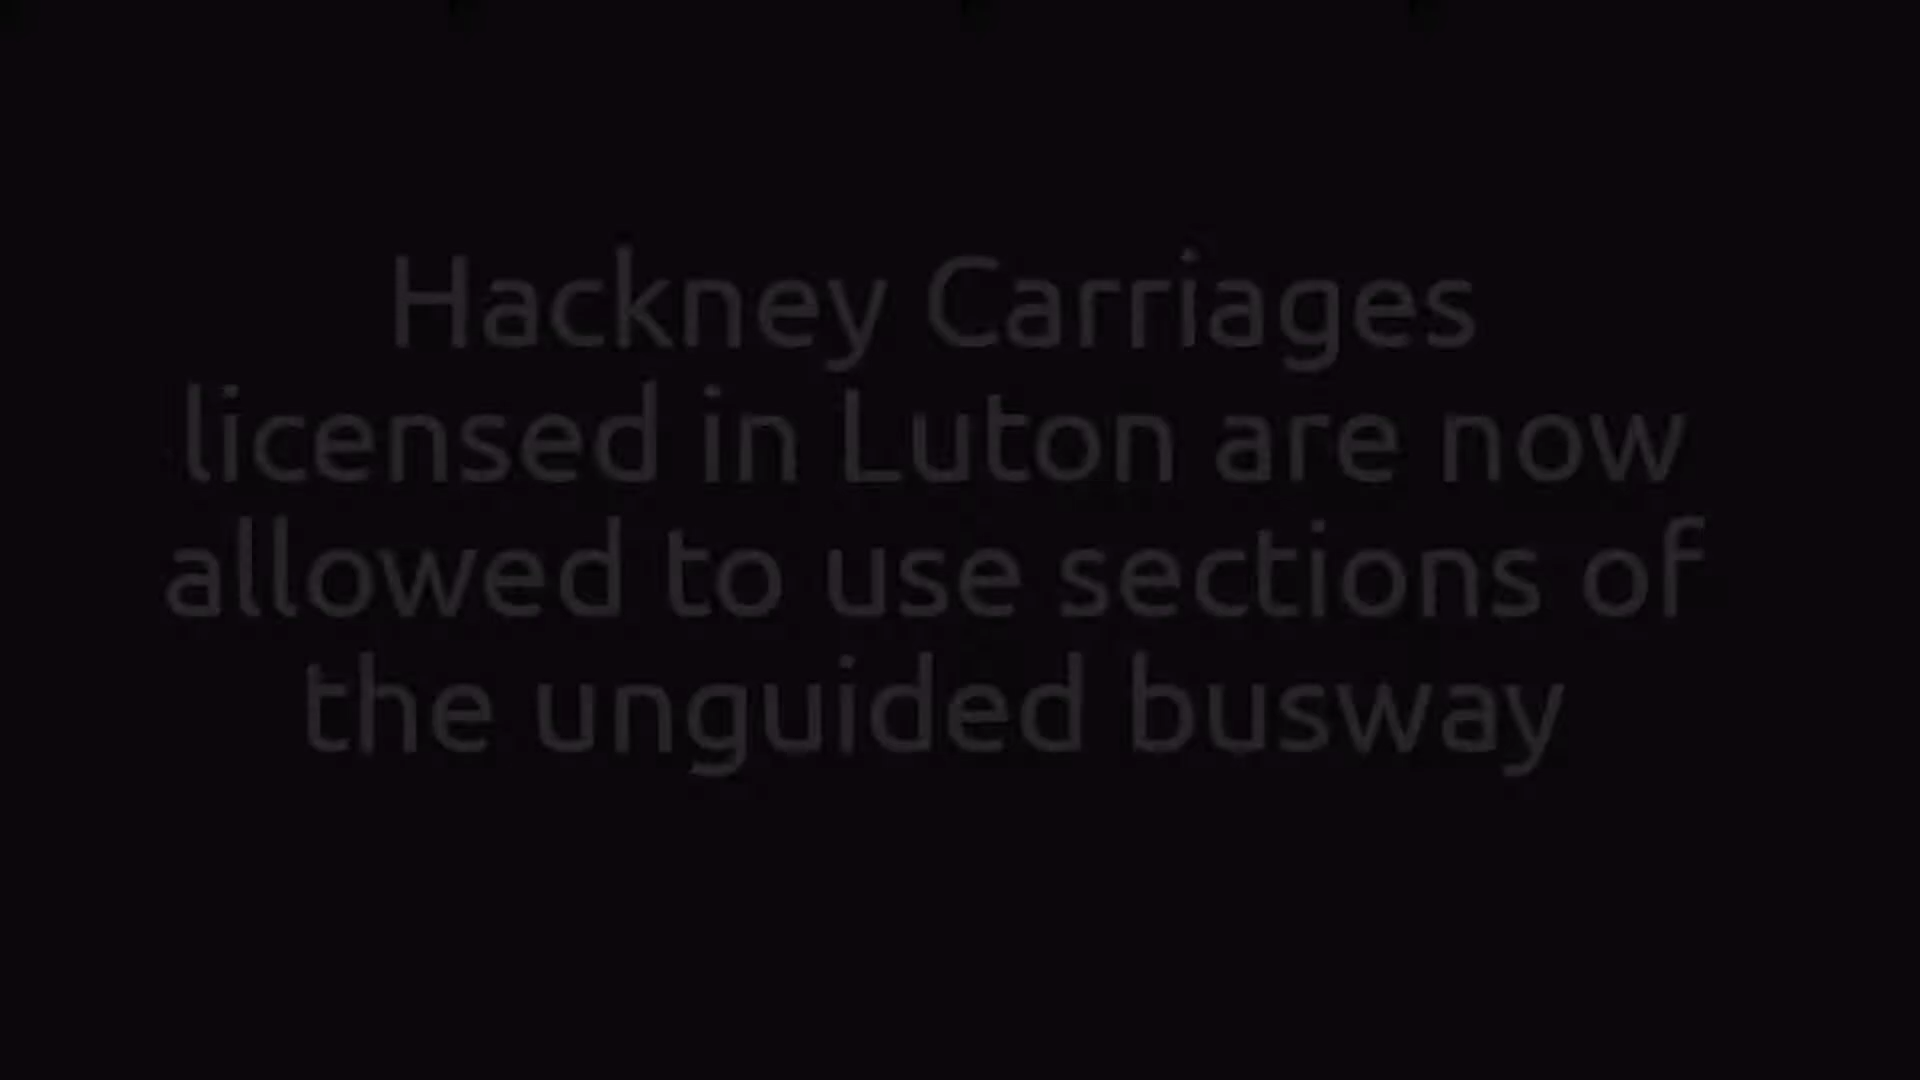 Hackney Carriages
licensed in Luton are now
allowed to use sections of
the unguided busway